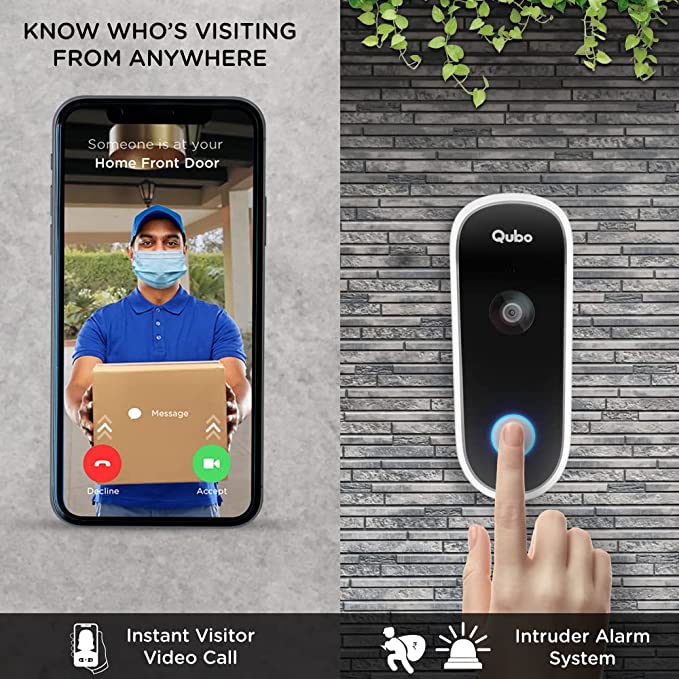 KNOW WHO'S VISITING
FROM ANYWHERE
Someone is at your
Home Front Door
Message
Decline
Accept
Qubo
Instant Visitor
Video Call
₹
Intruder Alarm
System